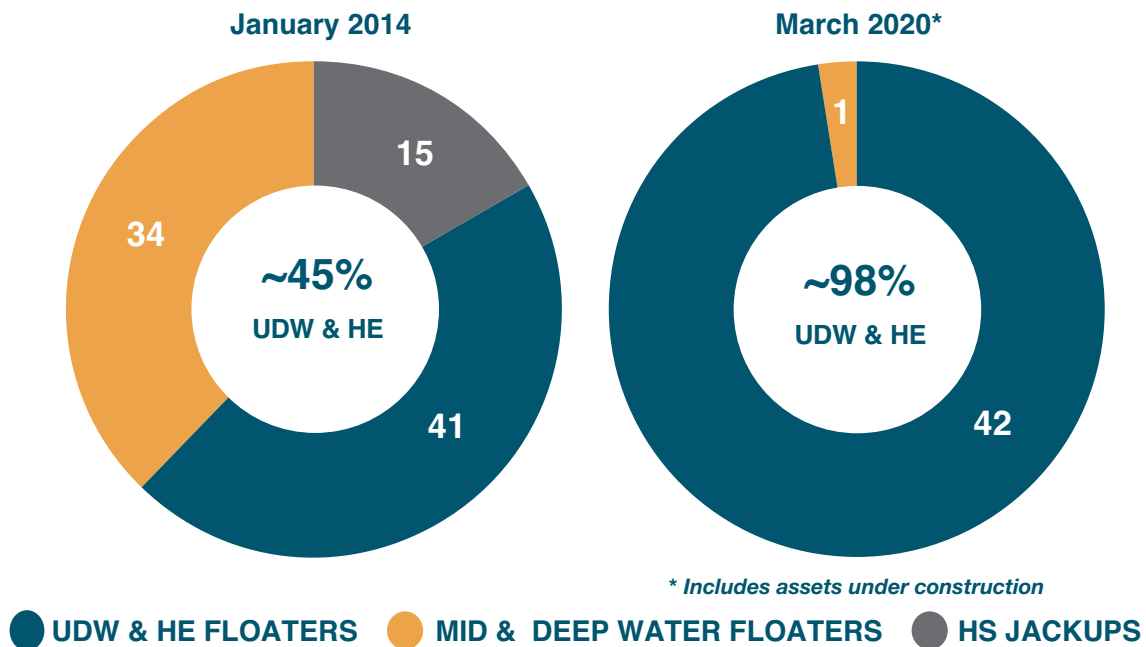 January 2014
15
34
41
~45%
UDW & HE
March 2020*
1
42
~98%
UDW & HE
* Includes assets under construction
UDW & HE FLOATERS
MID & DEEP WATER FLOATERS
HS JACKUPS